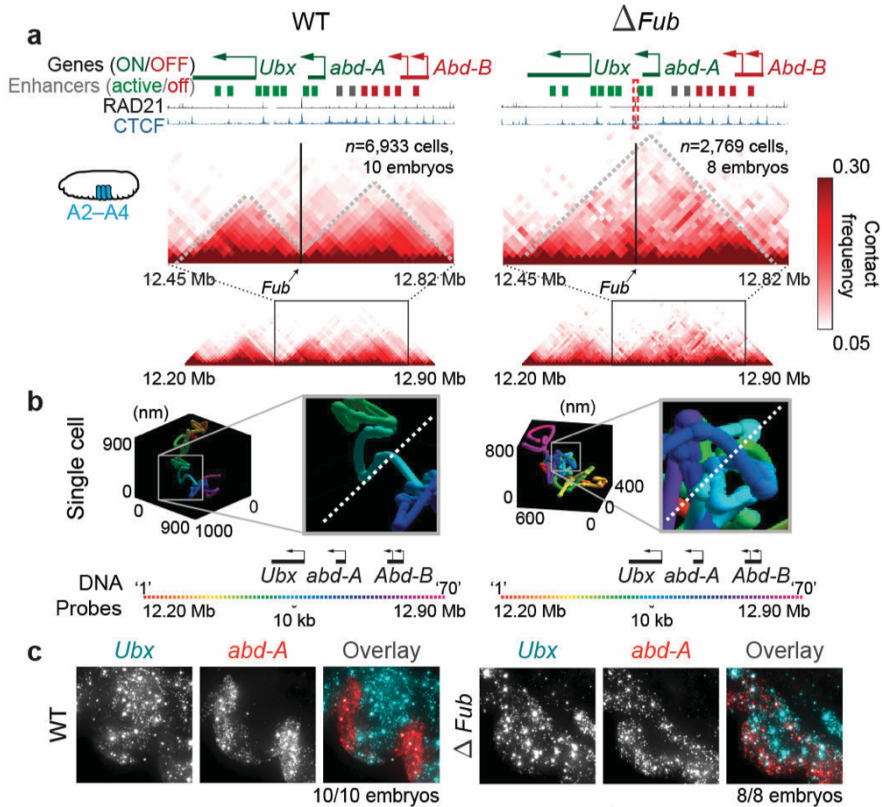 WT
ΔFub
a
Genes (ON/OFF)
Ubx
abd-A
Abd-B
Ubx
abd-A
Abd-B
Enhancers (active/off)
RAD21
CTCF
n=6,933 cells,
10 embryos
n=2,769 cells,
8 embryos
A2–A4
0.30
Contact
frequency
0.05
12.45 Mb
Fub
12.82 Mb
12.45 Mb
Fub
12.82 Mb
12.20 Mb
12.90 Mb
12.20 Mb
12.90 Mb
b
Single cell
(nm)
900
0
0
900
1000
0
(nm)
800
0
600
0
400
0
Ubx
abd-A
Abd-B
Ubx
abd-A
Abd-B
DNA
Probes
'1'
'70'
12.20 Mb
10 kb
12.90 Mb
'1'
'70'
12.20 Mb
10 kb
12.90 Mb
c
Ubx
abd-A
Overlay
Ubx
abd-A
Overlay
WT
Δ Fub
10/10 embryos
8/8 embryos